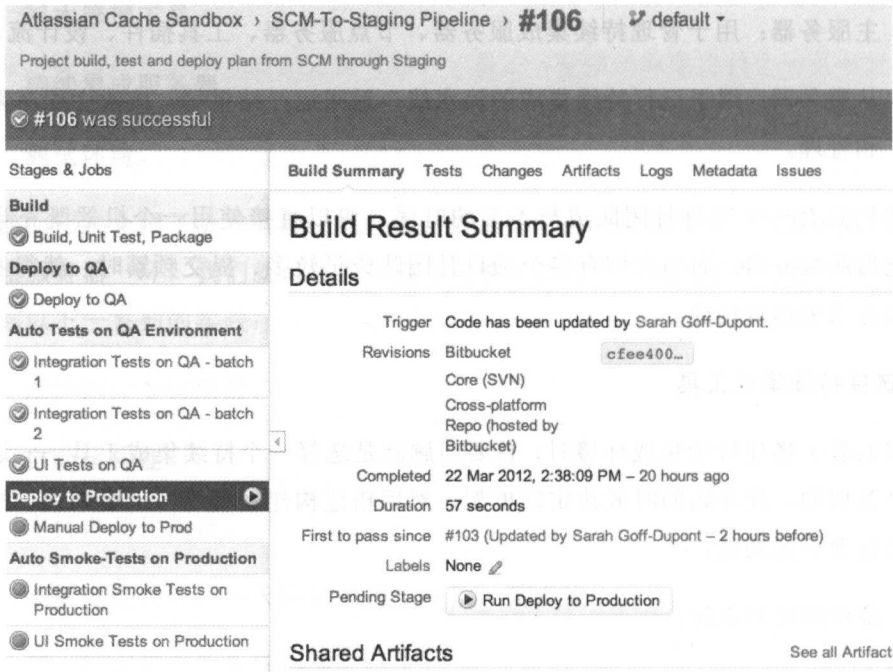 Atlassian Cache Sandbox › SCM-To-Staging Pipeline › #106 default
Project build, test and deploy plan from SCM through Staging
#106 was successful
Stages & Jobs
Build
Build, Unit Test, Package
Deploy to QA
Deploy to QA
Auto Tests on QA Environment
Integration Tests on QA - batch
1
Integration Tests on QA - batch
2
UI Tests on QA
Deploy to Production
Manual Deploy to Prod
Auto Smoke-Tests on Production
Integration Smoke Tests on
Production
UI Smoke Tests on Production
Build Summary Tests Changes Artifacts Logs Metadata Issues
Build Result Summary
Details
Trigger Code has been updated by Sarah Goff-Dupont.
Revisions Bitbucket cfee400…
Core (SVN)
Cross-platform
Repo (hosted by
Bitbucket)
Completed 22 Mar 2012, 2:38:09 PM – 20 hours ago
Duration 57 seconds
First to pass since #103 (Updated by Sarah Goff-Dupont – 2 hours before)
Labels None
Pending Stage Run Deploy to Production
Shared Artifacts See all Artifact